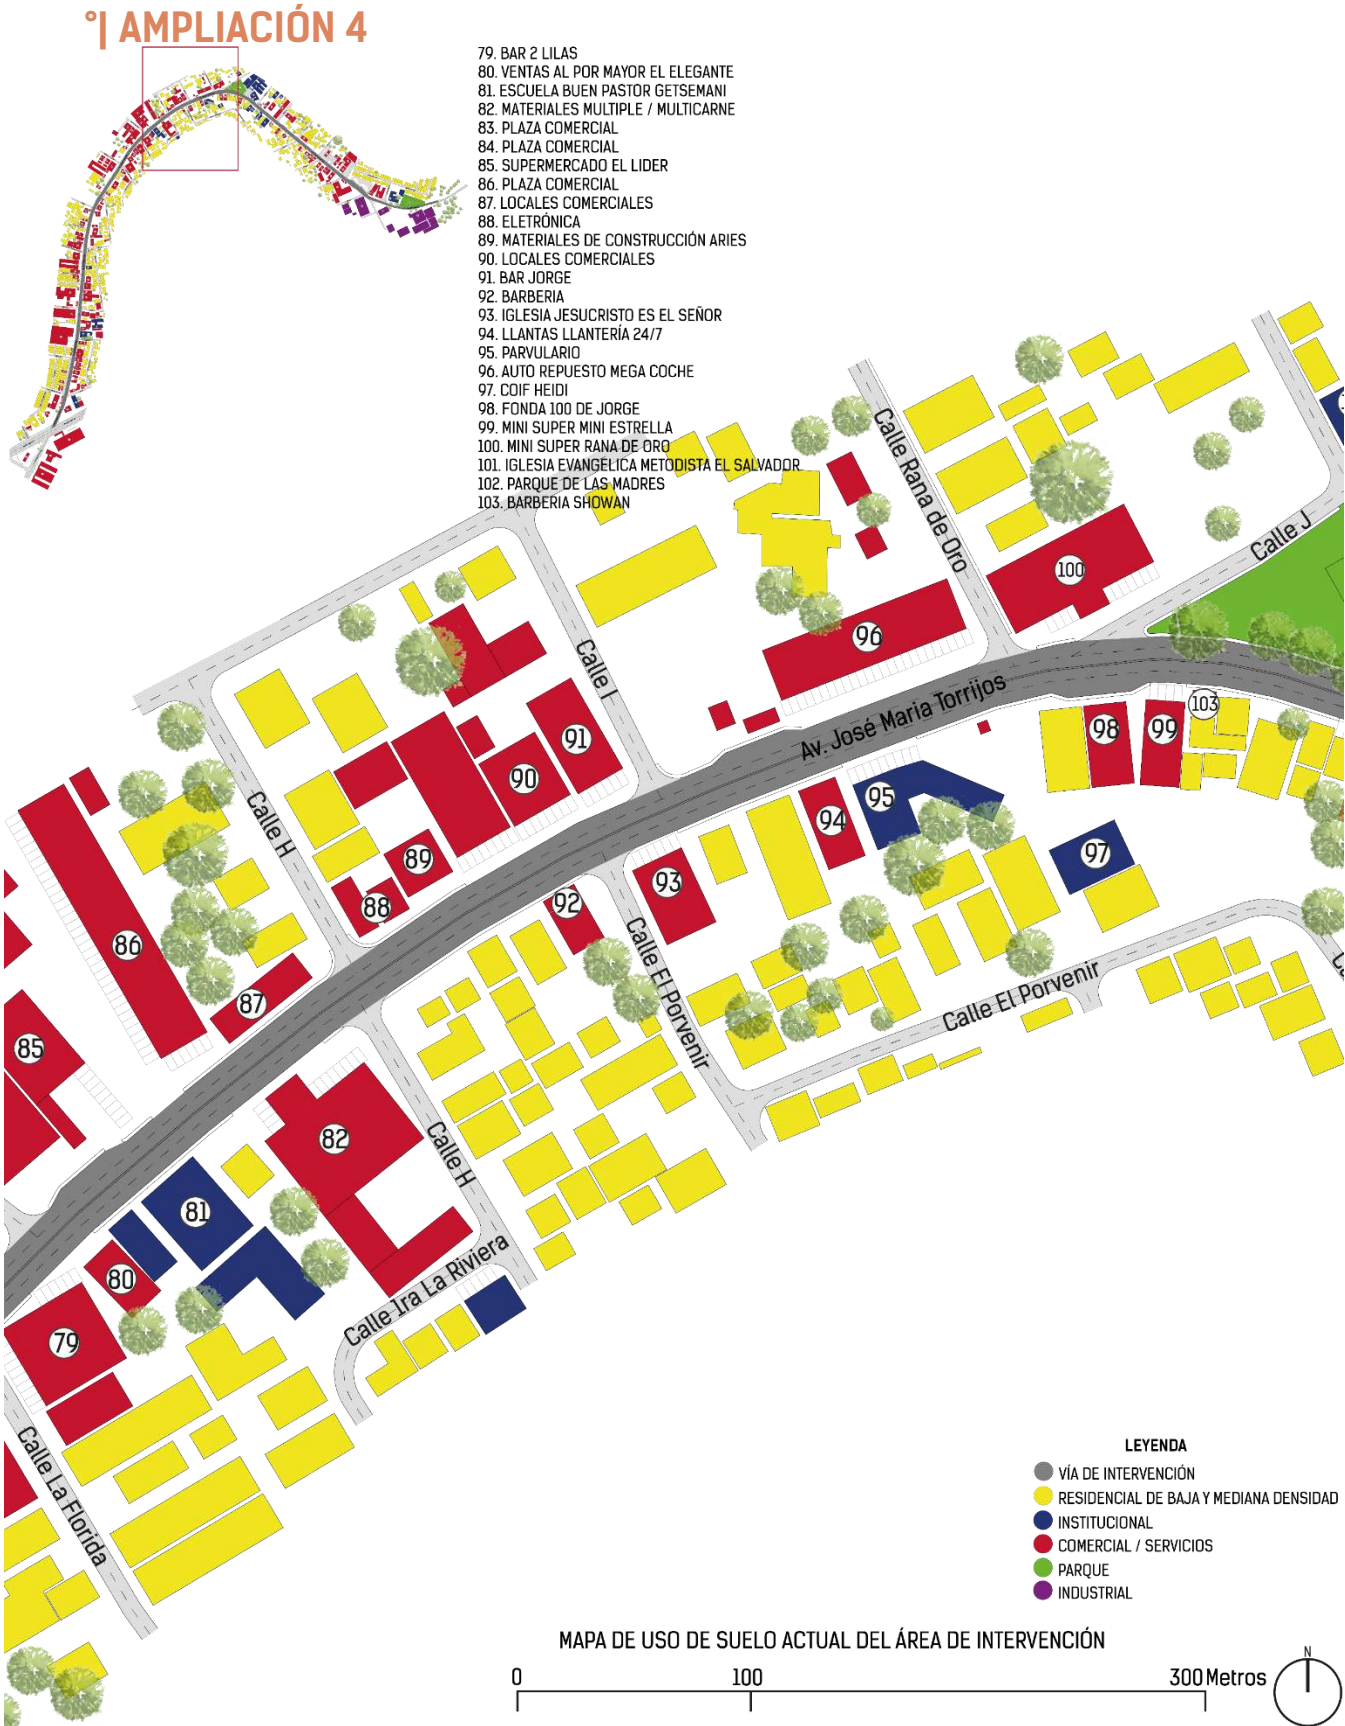 °| AMPLIACIÓN 4
79. BAR 2 LILAS
80. VENTAS AL POR MAYOR EL ELEGANTE
81. ESCUELA BUEN PASTOR GETSEMANI
82. MATERIALES MULTIPLE / MULTICARNE
83. PLAZA COMERCIAL
84. PLAZA COMERCIAL
85. SUPERMERCADO EL LIDER
86. PLAZA COMERCIAL
87. LOCALES COMERCIALES
88. ELETRÓNICA
89. MATERIALES DE CONSTRUCCIÓN ARIES
90. LOCALES COMERCIALES
91. BAR JORGE
92. BARBERIA
93. IGLESIA JESUCRISTO ES EL SEÑOR
94. LLANTAS LLANTERÍA 24/7
95. PARVULARIO
96. AUTO REPUESTO MEGA COCHE
97. COIF HEIDI
98. FONDA 100 DE JORGE
99. MINI SUPER MINI ESTRELLA
100. MINI SUPER RANA DE ORO
101. IGLESIA EVANGÉLICA METODISTA EL SALVADOR
102. PARQUE DE LAS MADRES
103. BARBERIA SHOWAN
Calle Rana de Oro
Calle J
100
96
Calle I
Av. José María Torrijos
103
98
99
91
90
95
94
97
Calle H
89
88
93
92
86
87
Calle El Porvenir
Calle El Porvenir
85
82
Calle H
81
80
79
Calle Ira La Riviera
Calle La Florida
LEYENDA
VÍA DE INTERVENCIÓN
RESIDENCIAL DE BAJA Y MEDIANA DENSIDAD
INSTITUCIONAL
COMERCIAL / SERVICIOS
PARQUE
INDUSTRIAL
MAPA DE USO DE SUELO ACTUAL DEL ÁREA DE INTERVENCIÓN
0 100 300 Metros
N